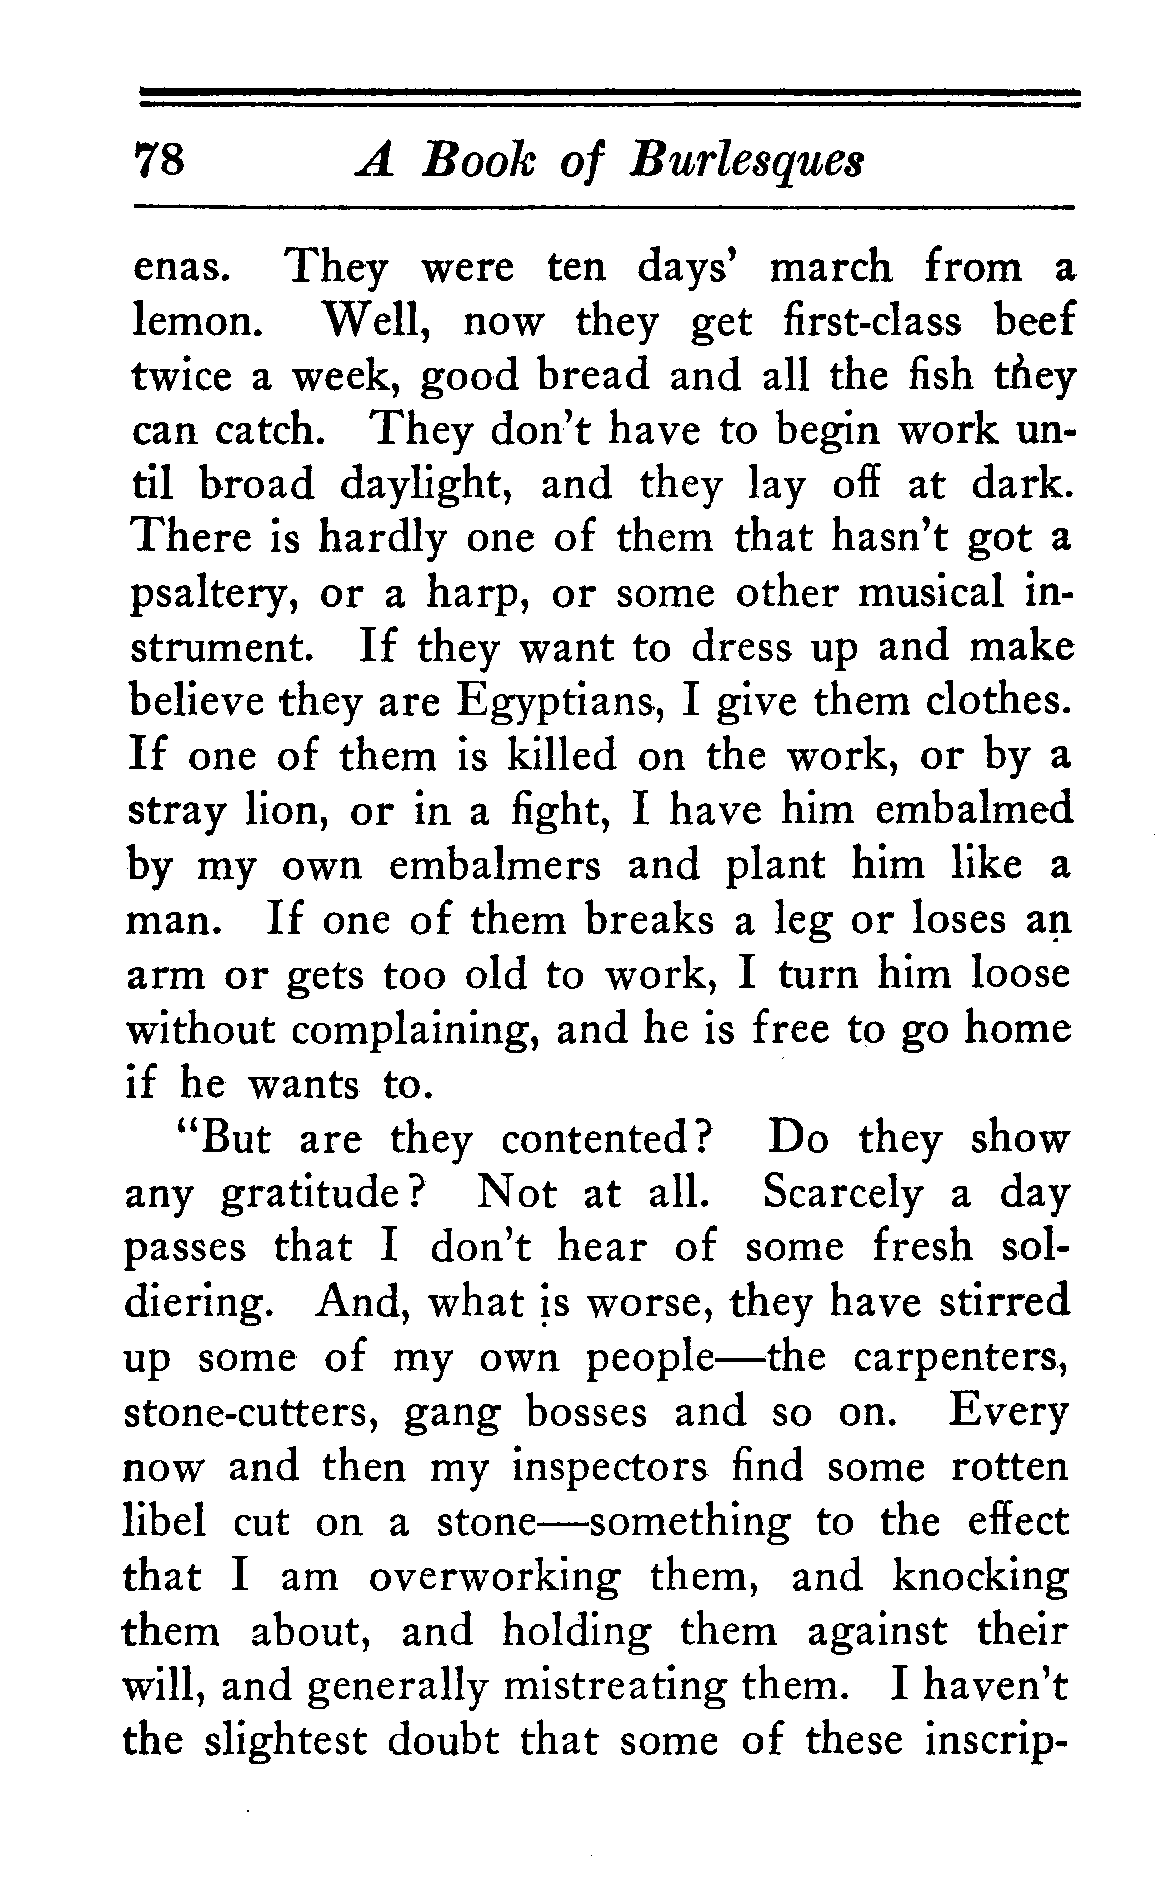 78 A Book of Burlesques
enas. They were ten days' march from a
lemon. Well, now they get first-class beef
twice a week, good bread and all the fish they
can catch. They don't have to begin work un-
til broad daylight, and they lay off at dark.
There is hardly one of them that hasn't got a
psaltery, or a harp, or some other musical in-
strument. If they want to dress up and make
believe they are Egyptians, I give them clothes.
If one of them is killed on the work, or by a
stray lion, or in a fight, I have him embalmed
by my own embalmers and plant him like a
man. If one of them breaks a leg or loses an
arm or gets too old to work, I turn him loose
without complaining, and he is free to go home
if he wants to.
"But are they contented? Do they show
any gratitude? Not at all. Scarcely a day
passes that I don't hear of some fresh sol-
diering. And, what is worse, they have stirred
up some of my own people—the carpenters,
stone-cutters, gang bosses and so on. Every
now and then my inspectors find some rotten
libel cut on a stone—something to the effect
that I am overworking them, and knocking
them about, and holding them against their
will, and generally mistreating them. I haven't
the slightest doubt that some of these inscrip-